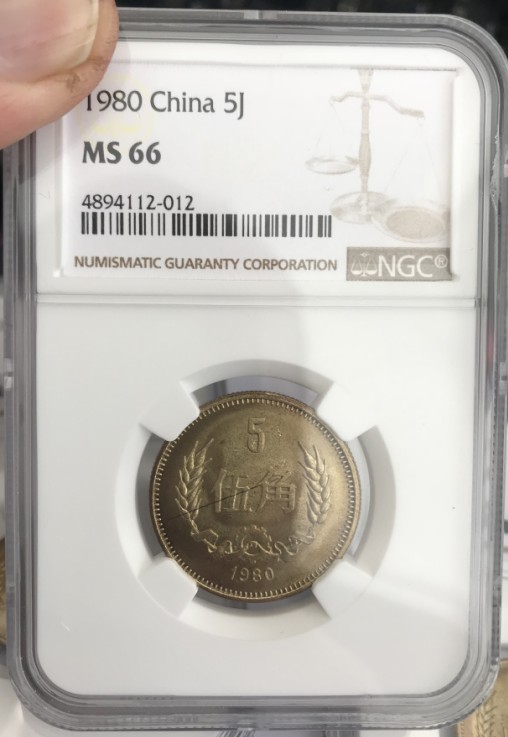 1980 China 5J
MS 66
4894112-012
NUMISMATIC GUARANTY CORPORATION
NGC®
5
伍角
1980